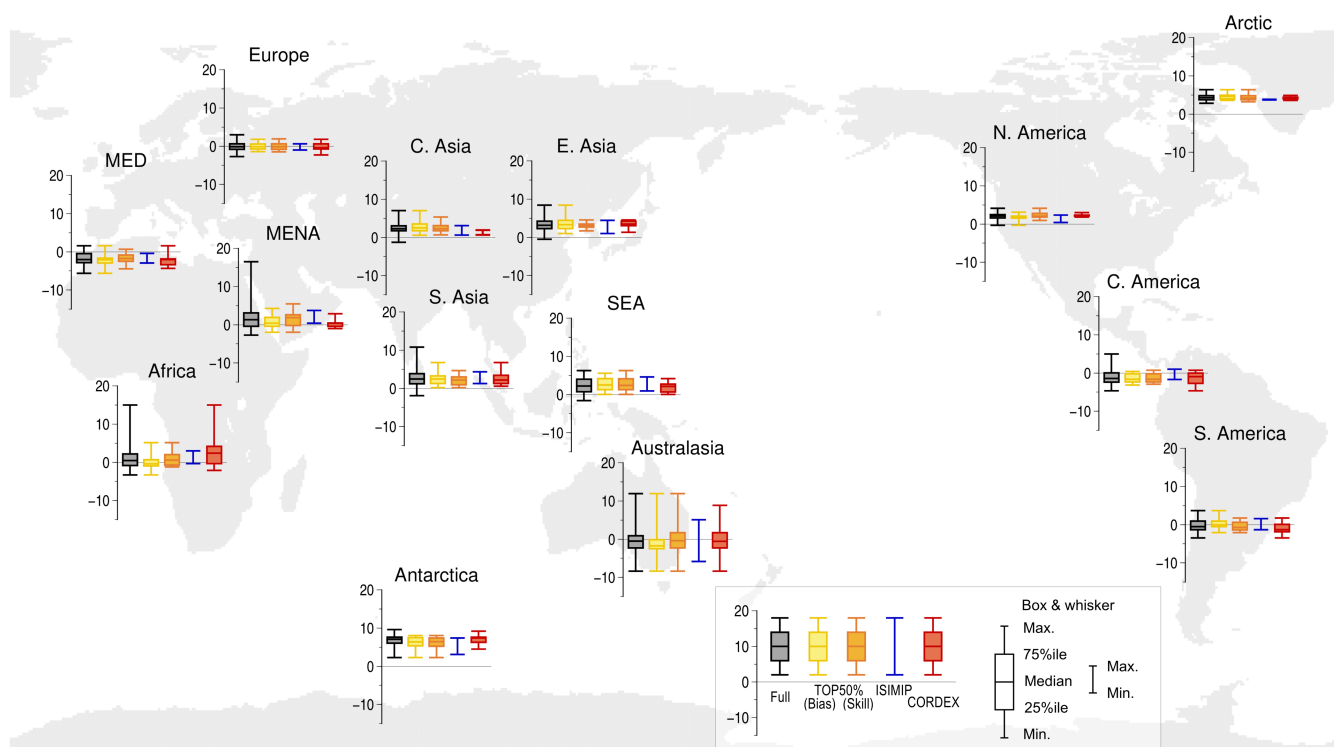 Arctic
20
10
0
−10
Europe
20
10
0
−10
N. America
20
10
0
−10
C. Asia
20
10
0
−10
E. Asia
20
10
0
−10
MED
20
10
0
−10
MENA
20
10
0
−10
C. America
20
10
0
−10
S. Asia
20
10
0
−10
SEA
20
10
0
−10
Africa
20
10
0
−10
S. America
20
10
0
−10
Australasia
20
10
0
−10
Antarctica
20
10
0
−10
20
10
0
−10
Full
TOP50%
(Bias) (Skill)
ISIMIP
CORDEX
Box & whisker
Max.
75%ile
Median
25%ile
Min.
Max.
Min.